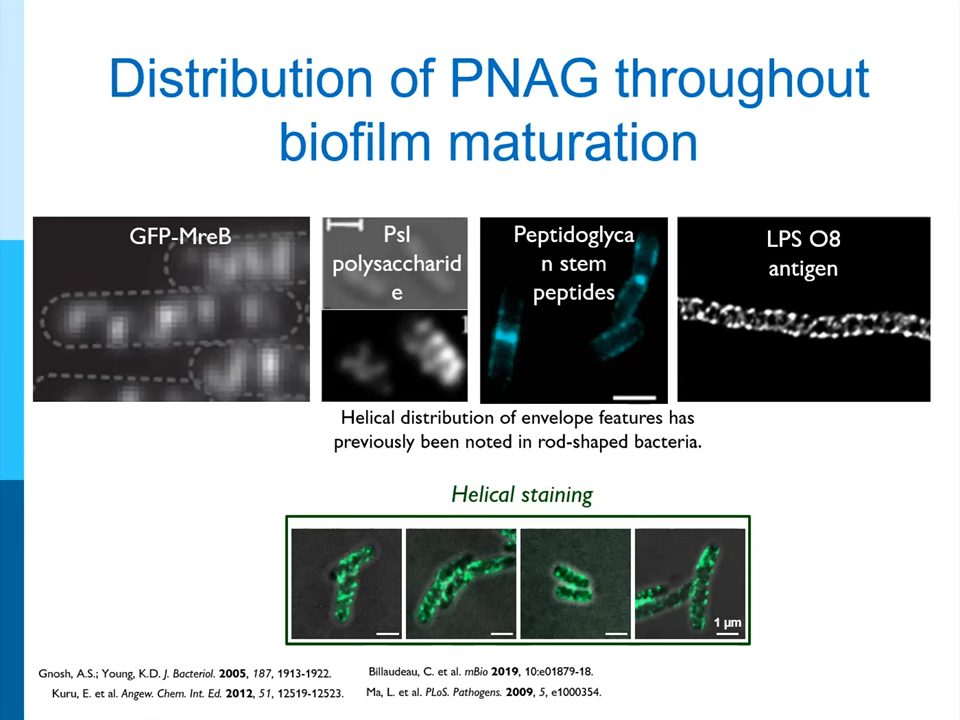 Distribution of PNAG throughout
biofilm maturation
GFP-MreB
Psl
polysaccharid
e
Peptidoglyca
n stem
peptides
LPS O8
antigen
Helical distribution of envelope features has
previously been noted in rod-shaped bacteria.
Helical staining
1 µm
Gnosh, A.S.; Young, K.D. J. Bacteriol. 2005, 187, 1913-1922.
Billaudeau, C. et al. mBio 2019, 10:e01879-18.
Kuru, E. et al. Angew. Chem. Int. Ed. 2012, 51, 12519-12523.
Ma, L. et al. PLoS. Pathogens. 2009, 5, e1000354.